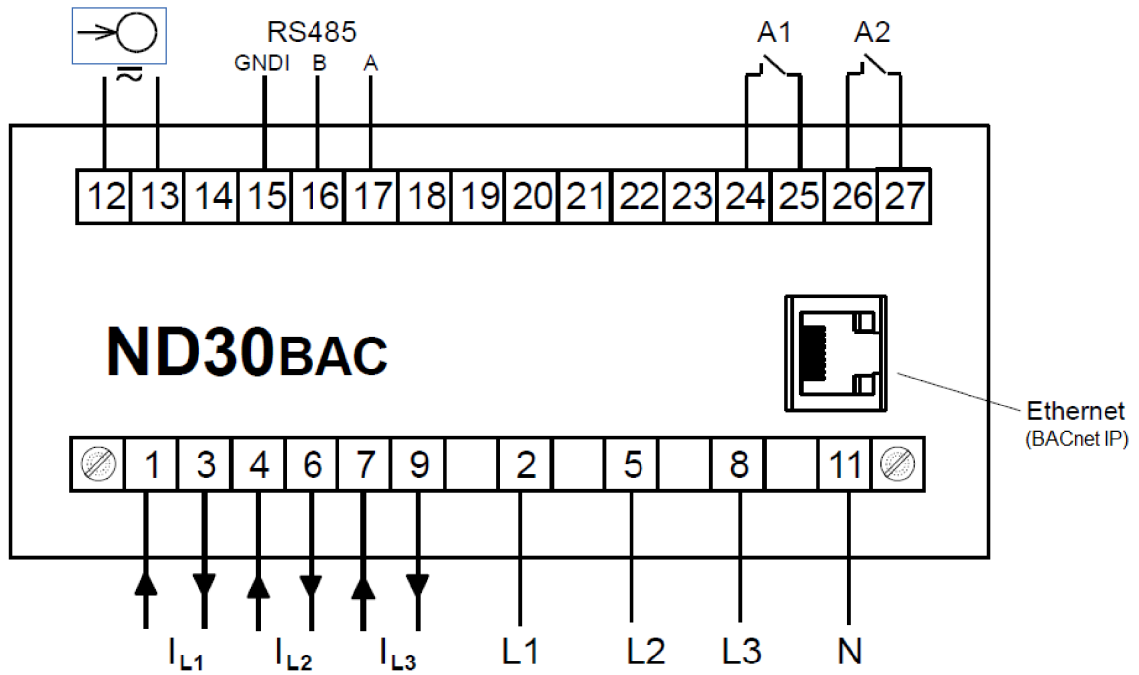 RS485 A1 A2
GNDI B A
12 13 14 15 16 17 18 19 20 21 22 23 24 25 26 27
ND30BAC
Ethernet
(BACnet IP)
1 3 4 6 7 9 2 5 8 11
IL1 IL2 IL3 L1 L2 L3 N